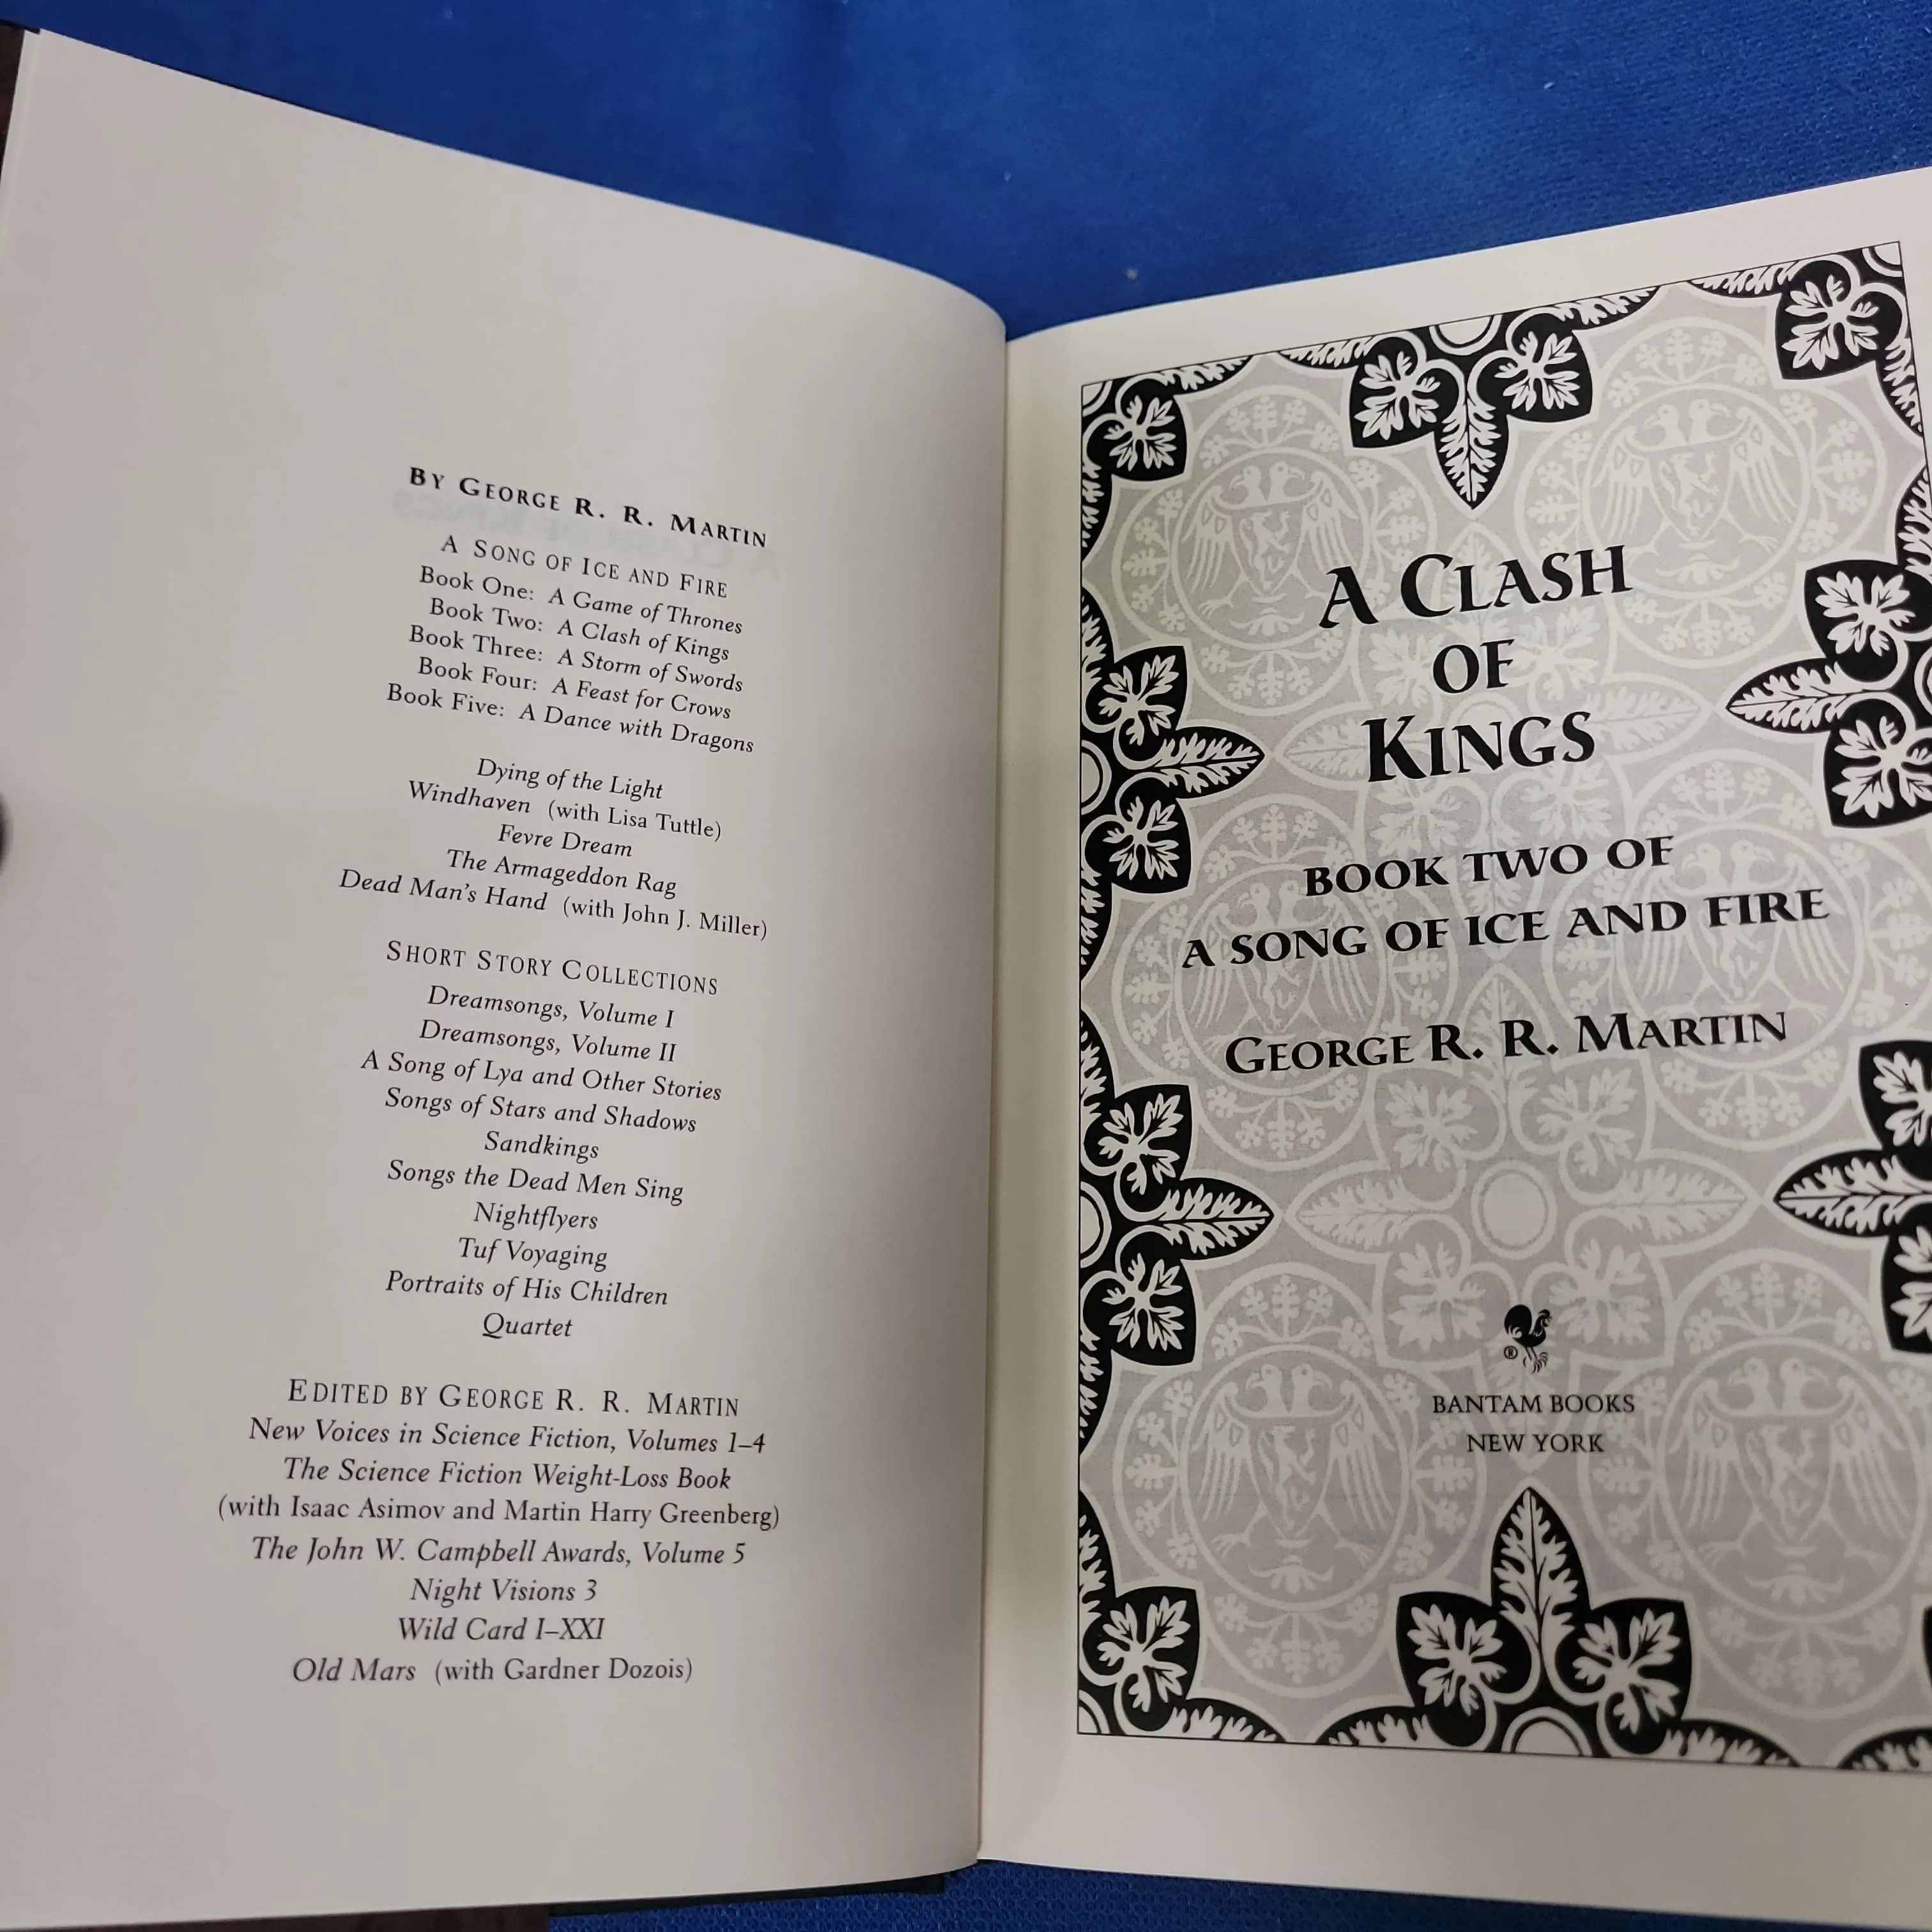 BY GEORGE R. R. MARTIN
A SONG OF ICE AND FIRE
Book One: A Game of Thrones
Book Two: A Clash of Kings
Book Three: A Storm of Swords
Book Four: A Feast for Crows
Book Five: A Dance with Dragons
Dying of the Light
Windhaven (with Lisa Tuttle)
Fevre Dream
The Armageddon Rag
Dead Man's Hand (with John J. Miller)
SHORT STORY COLLECTIONS
Dreamsongs, Volume I
Dreamsongs, Volume II
A Song of Lya and Other Stories
Songs of Stars and Shadows
Sandkings
Songs the Dead Men Sing
Nightflyers
Tuf Voyaging
Portraits of His Children
Quartet
EDITED BY GEORGE R. R. MARTIN
New Voices in Science Fiction, Volumes 1–4
The Science Fiction Weight-Loss Book
(with Isaac Asimov and Martin Harry Greenberg)
The John W. Campbell Awards, Volume 5
Night Visions 3
Wild Card I–XXI
Old Mars (with Gardner Dozois)
A CLASH
OF
KINGS
BOOK TWO OF
A SONG OF ICE AND FIRE
GEORGE R. R. MARTIN
®
BANTAM BOOKS
NEW YORK